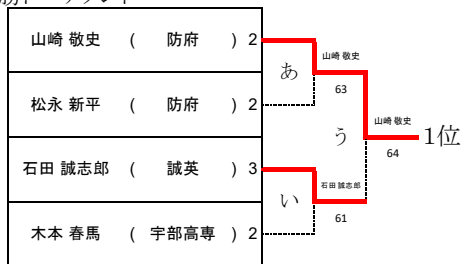 山崎 敬史 ( 防府 ) 2
松永 新平 ( 防府 ) 2
石田 誠志郎 ( 誠英 ) 3
木本 春馬 ( 宇部高専 ) 2
あ
山崎 敬史
63
い
石田 誠志郎
61
う
山崎 敬史
64
1位